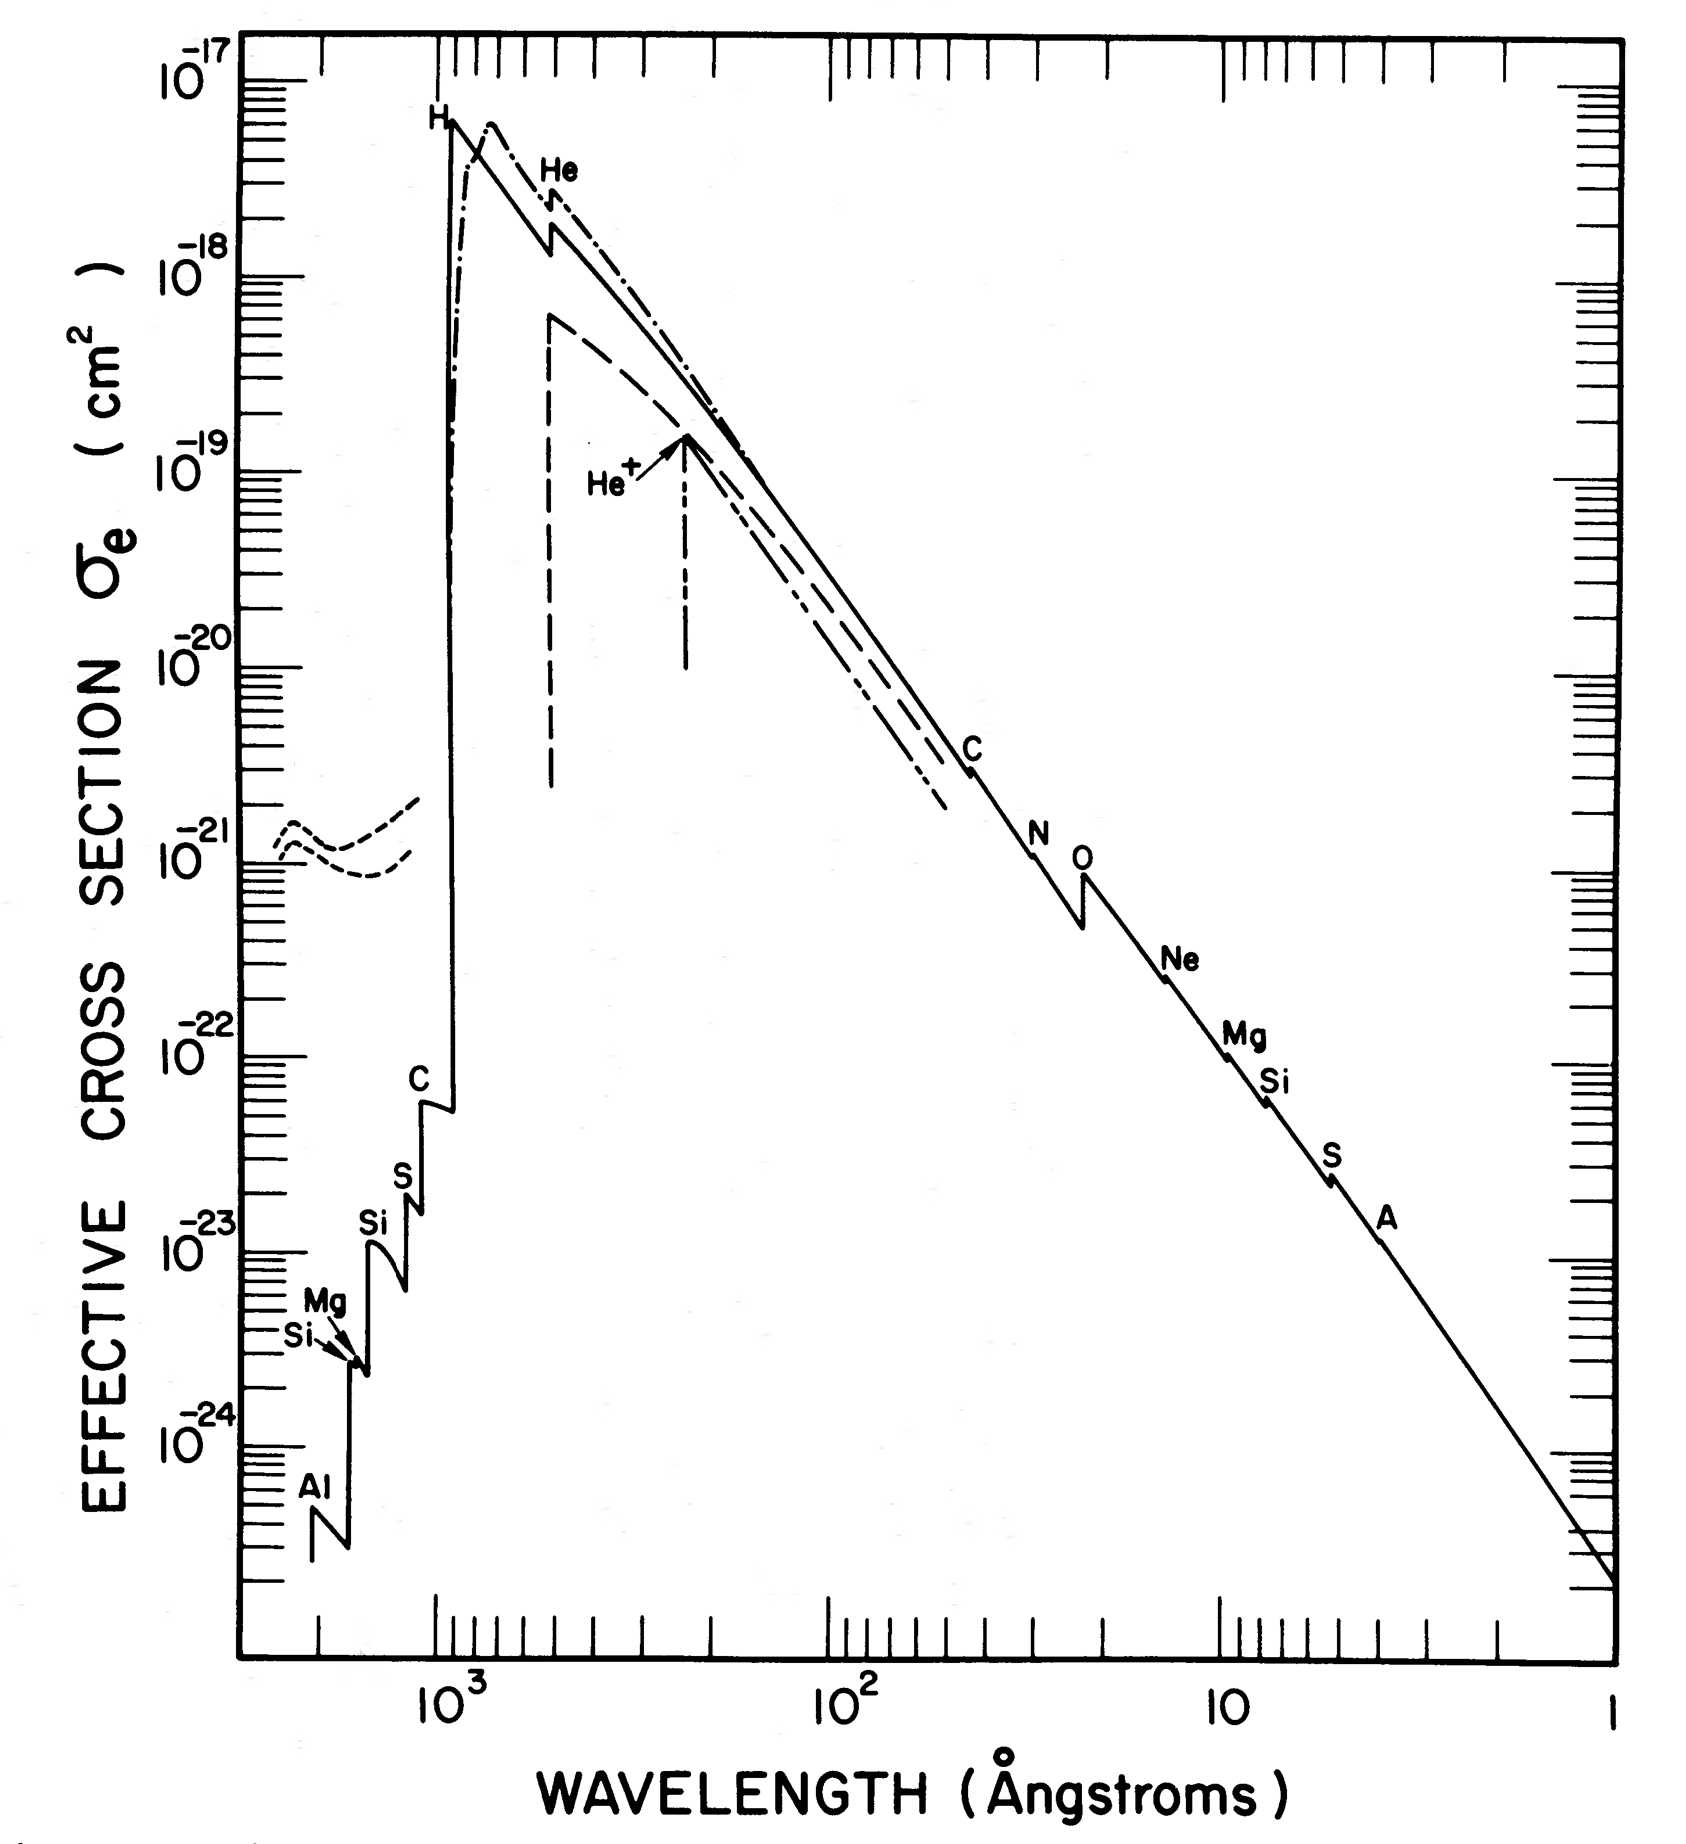 10⁻¹⁷
10⁻¹⁸
10⁻¹⁹
10⁻²⁰
10⁻²¹
10⁻²²
10⁻²³
10⁻²⁴
EFFECTIVE CROSS SECTION σe (cm²)
H
He
He⁺
C
N
O
Ne
Mg
Si
S
A
C
S
Si
Mg
Si
Al
10³
10²
10
1
WAVELENGTH (Ångstroms)